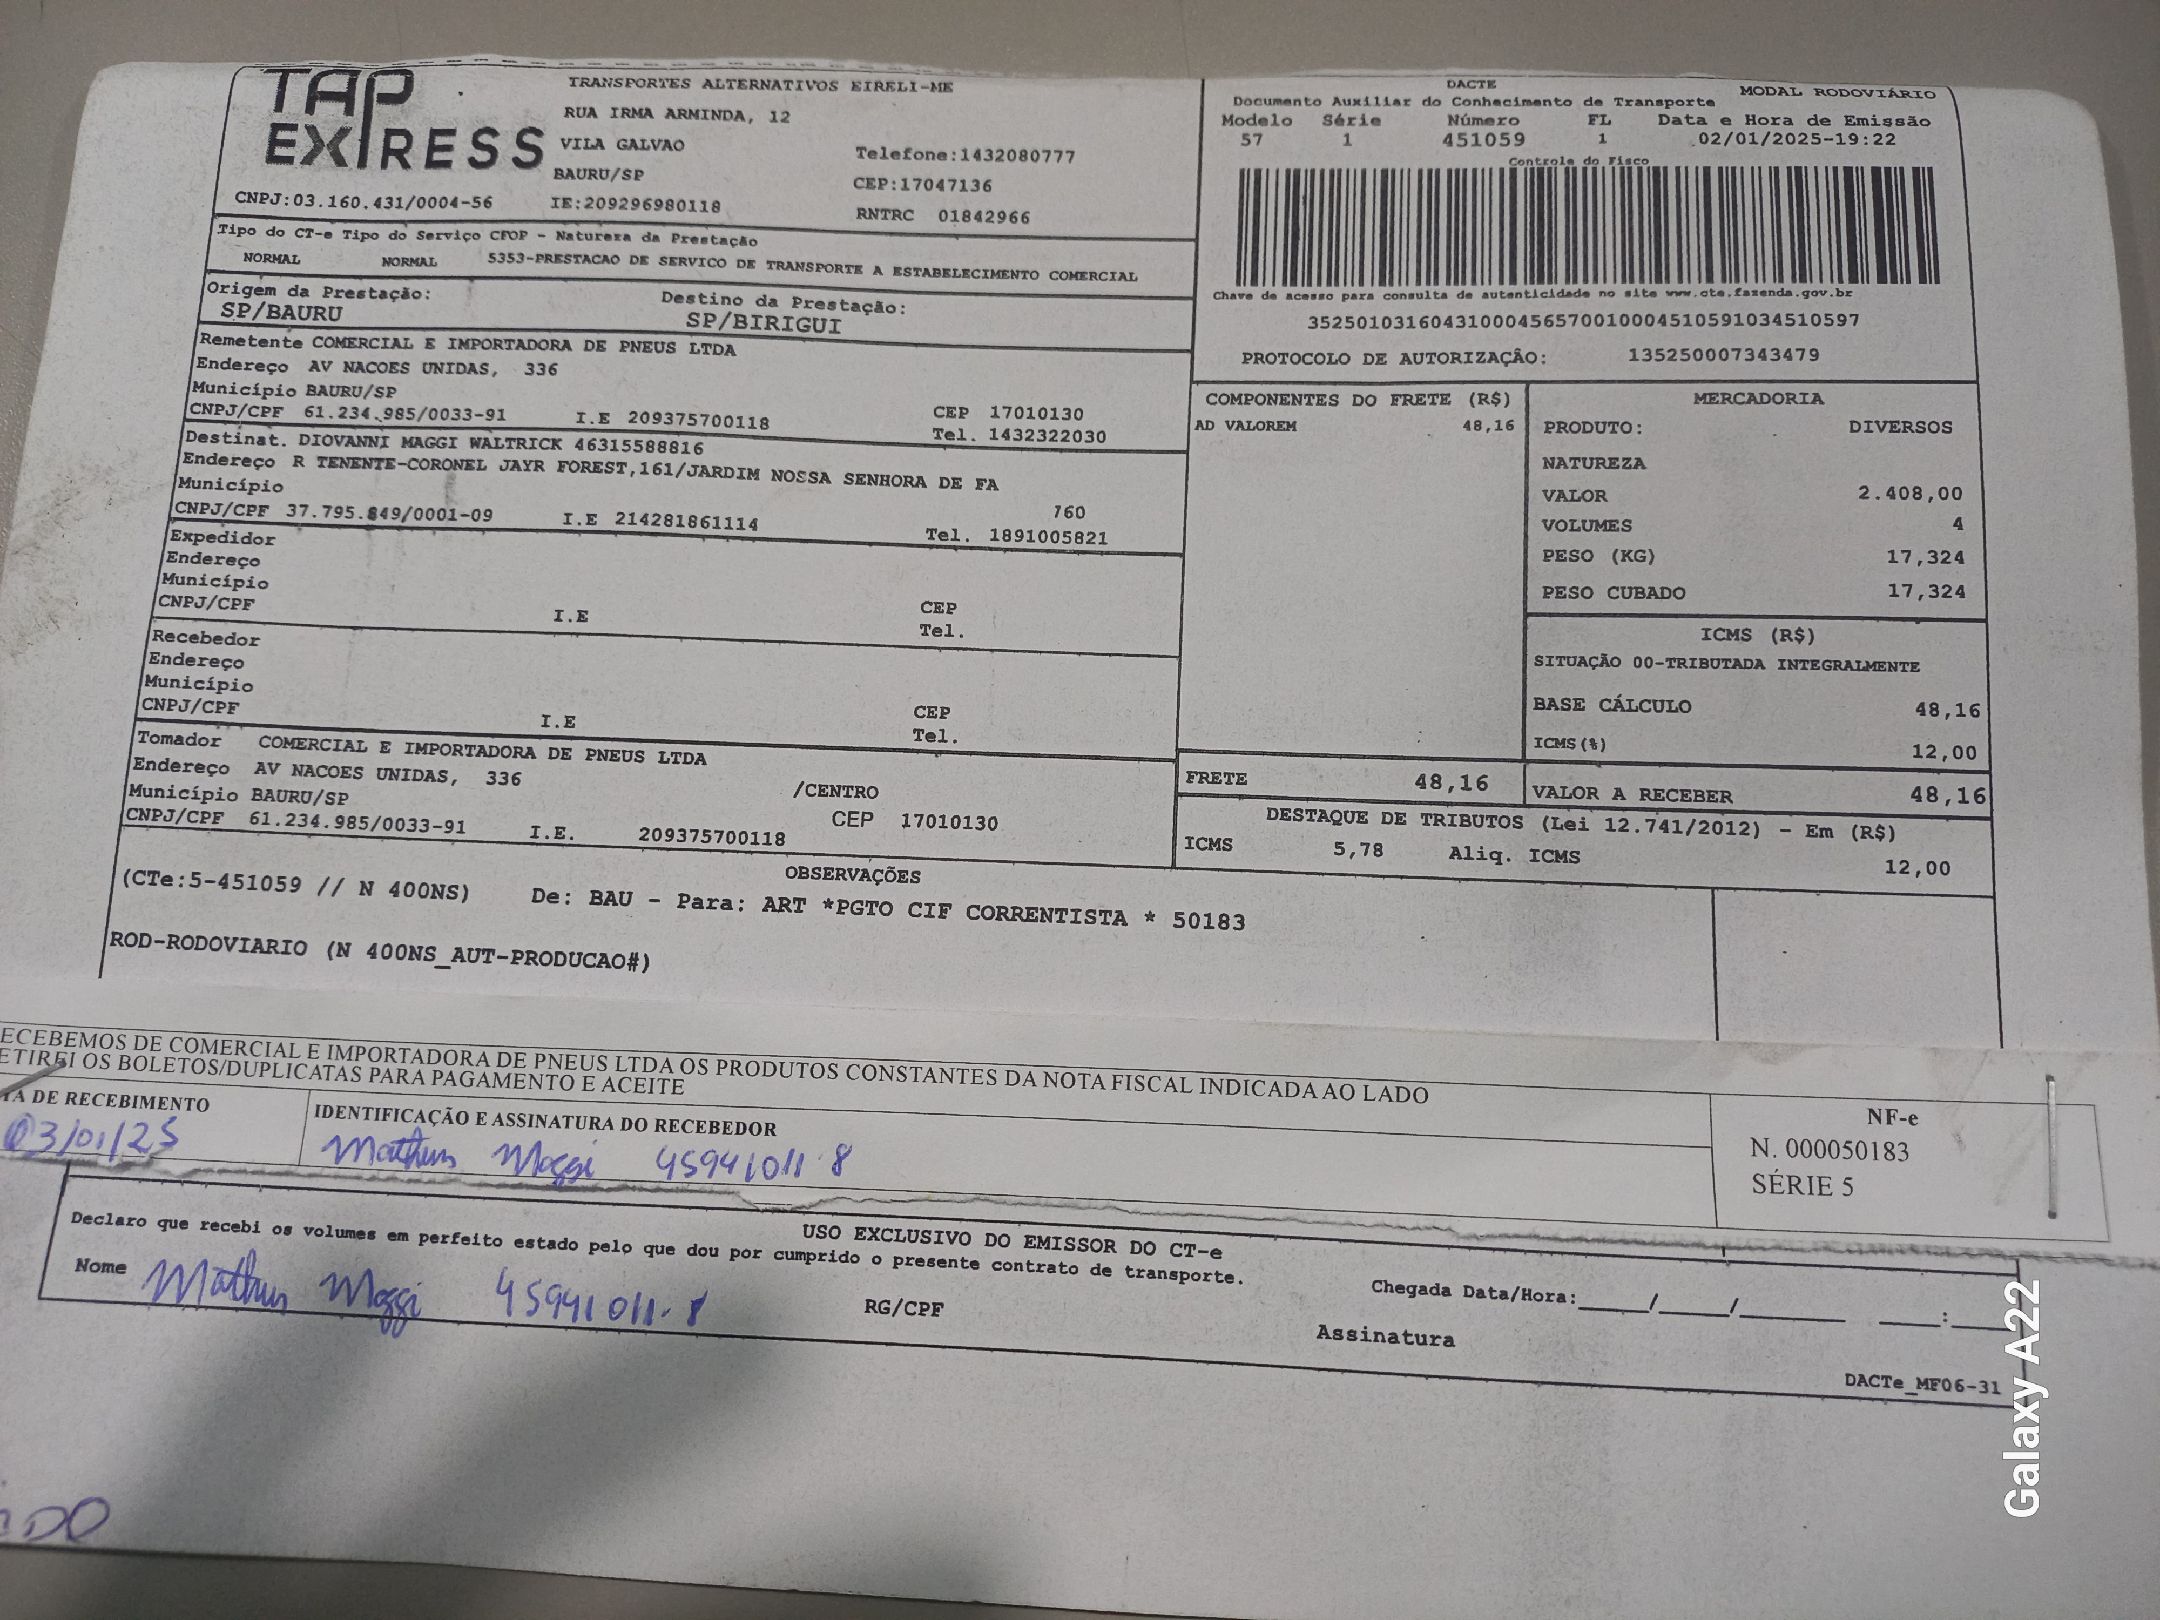 TAP EXPRESS
TRANSPORTES ALTERNATIVOS EIRELI-ME
RUA IRMA ARMINDA, 12
VILA GALVAO
Telefone:1432080777
BAURU/SP
CEP:17047136
CNPJ:03.160.431/0004-56 IE:209296980118 RNTRC 01842966
Tipo do CT-e Tipo do Serviço CFOP - Natureza da Prestação
NORMAL NORMAL 5353-PRESTACAO DE SERVICO DE TRANSPORTE A ESTABELECIMENTO COMERCIAL
Origem da Prestação: Destino da Prestação:
SP/BAURU SP/BIRIGUI
Remetente COMERCIAL E IMPORTADORA DE PNEUS LTDA
Endereço AV NACOES UNIDAS, 336
Município BAURU/SP CEP 17010130
CNPJ/CPF 61.234.985/0033-91 I.E 209375700118 Tel. 1432322030
Destinat. DIOVANNI MAGGI WALTRICK 46315588816
Endereço R TENENTE-CORONEL JAYR FOREST,161/JARDIM NOSSA SENHORA DE FA
Município 760
CNPJ/CPF 37.795.849/0001-09 I.E 214281861114 Tel. 1891005821
Expedidor
Endereço
Município CEP
CNPJ/CPF I.E Tel.
Recebedor
Endereço
Município CEP
CNPJ/CPF I.E Tel.
Tomador COMERCIAL E IMPORTADORA DE PNEUS LTDA
Endereço AV NACOES UNIDAS, 336 /CENTRO
Município BAURU/SP CEP 17010130
CNPJ/CPF 61.234.985/0033-91 I.E. 209375700118
DACTE MODAL RODOVIÁRIO
Documento Auxiliar do Conhecimento de Transporte
Modelo Série Número FL Data e Hora de Emissão
57 1 451059 1 02/01/2025-19:22
Controle do Fisco
Chave de acesso para consulta de autenticidade no site www.cte.fazenda.gov.br
35250103160431000456570010004510591034510597
PROTOCOLO DE AUTORIZAÇÃO: 135250007343479
COMPONENTES DO FRETE (R$)
AD VALOREM 48,16
MERCADORIA
PRODUTO: DIVERSOS
NATUREZA
VALOR 2.408,00
VOLUMES 4
PESO (KG) 17,324
PESO CUBADO 17,324
ICMS (R$)
SITUAÇÃO 00-TRIBUTADA INTEGRALMENTE
BASE CÁLCULO 48,16
ICMS(%) 12,00
FRETE 48,16 VALOR A RECEBER 48,16
DESTAQUE DE TRIBUTOS (Lei 12.741/2012) - Em (R$)
ICMS 5,78 Aliq. ICMS 12,00
OBSERVAÇÕES
(CTe:5-451059 // N 400NS) De: BAU - Para: ART *PGTO CIF CORRENTISTA * 50183
ROD-RODOVIARIO (N 400NS_AUT-PRODUCAO#)
ECEBEMOS DE COMERCIAL E IMPORTADORA DE PNEUS LTDA OS PRODUTOS CONSTANTES DA NOTA FISCAL INDICADA AO LADO
ETIREI OS BOLETOS/DUPLICATAS PARA PAGAMENTO E ACEITE
TA DE RECEBIMENTO IDENTIFICAÇÃO E ASSINATURA DO RECEBEDOR
03/01/25 Matheus Maggi 45941011 8
NF-e
N. 000050183
SÉRIE 5
USO EXCLUSIVO DO EMISSOR DO CT-e
Declaro que recebi os volumes em perfeito estado pelo que dou por cumprido o presente contrato de transporte.
Nome Matheus Maggi 45941011-8 RG/CPF
Chegada Data/Hora:____/____/______ ____:____
Assinatura
DACTe_MF06-31
Galaxy A22